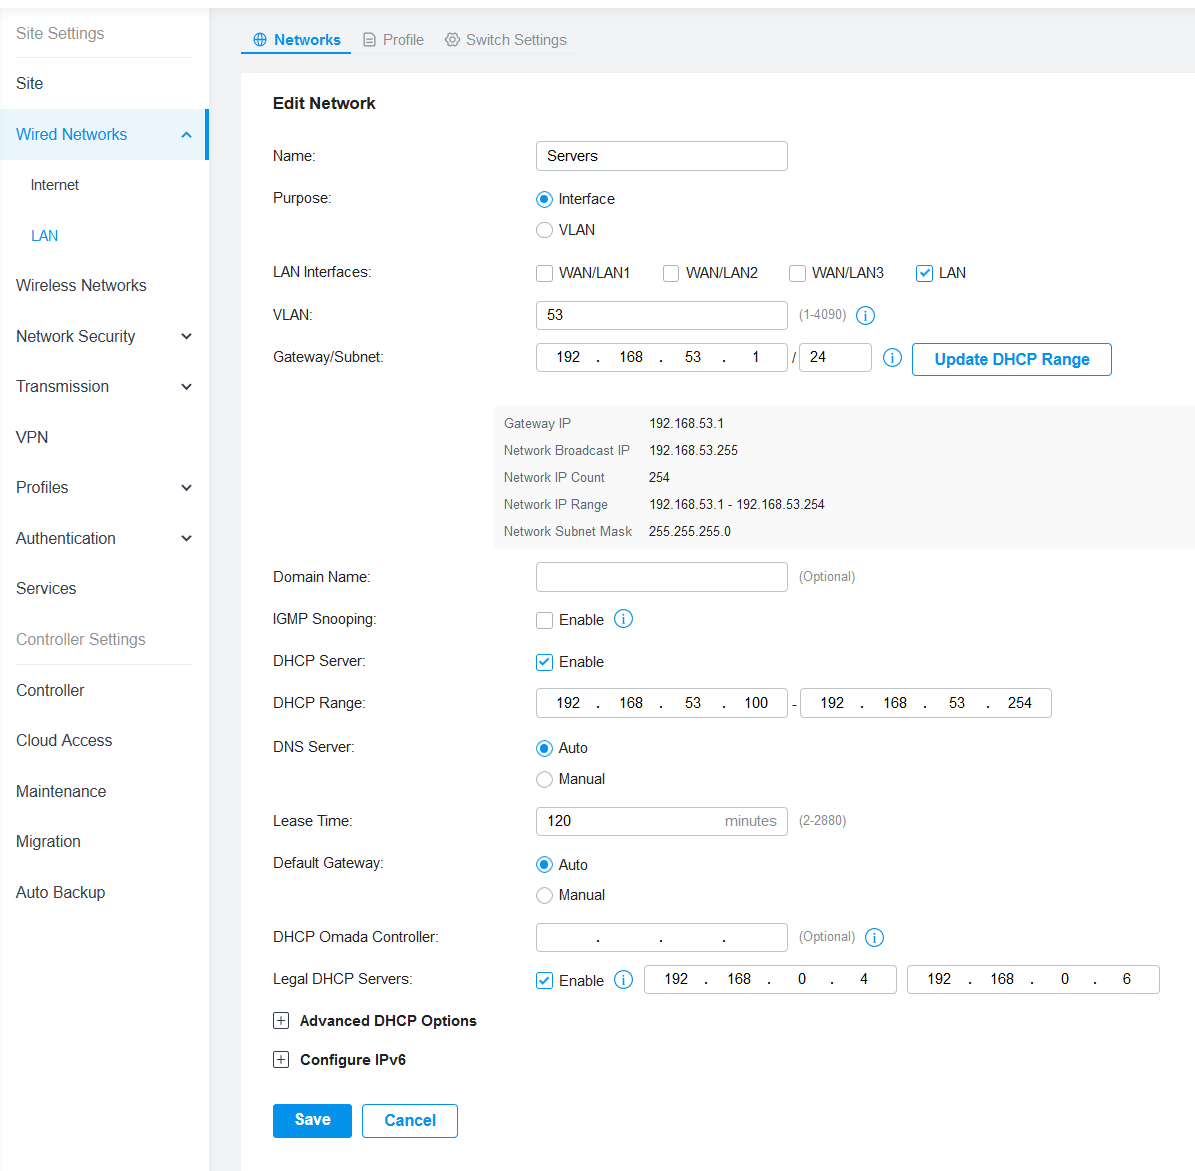 Site Settings
Site
Wired Networks
Internet
LAN
Wireless Networks
Network Security
Transmission
VPN
Profiles
Authentication
Services
Controller Settings
Controller
Cloud Access
Maintenance
Migration
Auto Backup
Networks Profile Switch Settings
Edit Network
Name: Servers
Purpose: Interface
VLAN
LAN Interfaces: WAN/LAN1 WAN/LAN2 WAN/LAN3 LAN
VLAN: 53 (1-4090)
Gateway/Subnet: 192 . 168 . 53 . 1 / 24 Update DHCP Range
Gateway IP 192.168.53.1
Network Broadcast IP 192.168.53.255
Network IP Count 254
Network IP Range 192.168.53.1 - 192.168.53.254
Network Subnet Mask 255.255.255.0
Domain Name: (Optional)
IGMP Snooping: Enable
DHCP Server: Enable
DHCP Range: 192 . 168 . 53 . 100 - 192 . 168 . 53 . 254
DNS Server: Auto
Manual
Lease Time: 120 minutes (2-2880)
Default Gateway: Auto
Manual
DHCP Omada Controller: . . . (Optional)
Legal DHCP Servers: Enable 192 . 168 . 0 . 4 192 . 168 . 0 . 6
Advanced DHCP Options
Configure IPv6
Save Cancel